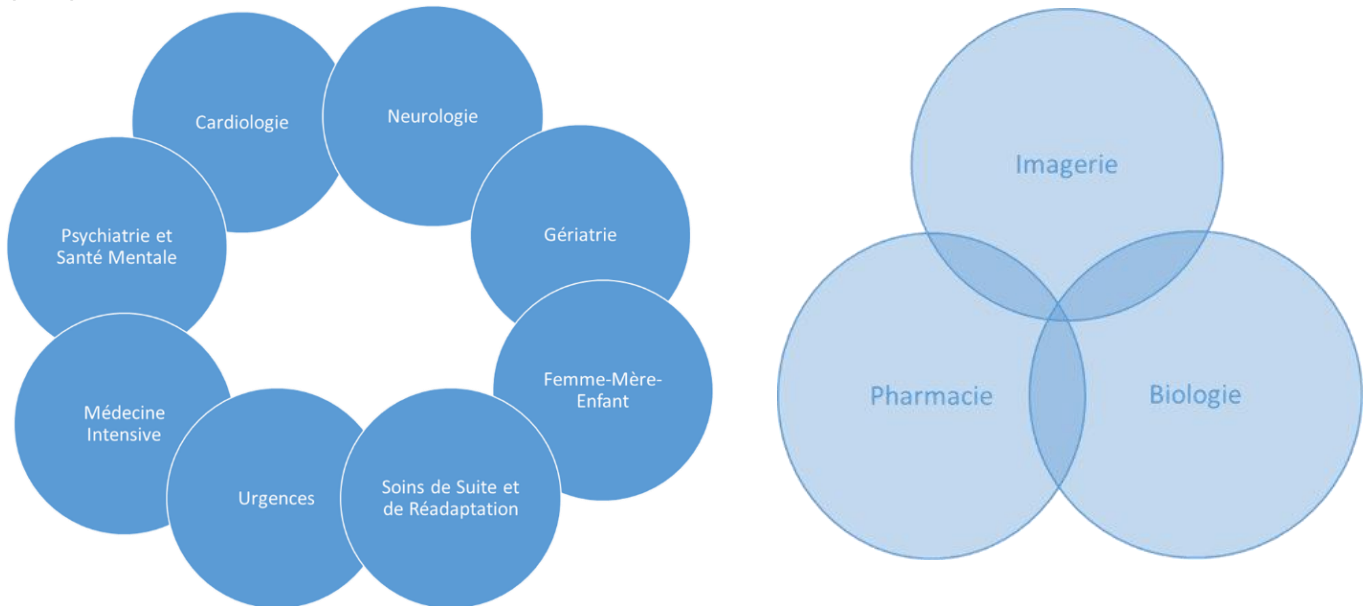 Cardiologie
Neurologie
Gériatrie
Femme-Mère-
Enfant
Soins de Suite et
de Réadaptation
Urgences
Médecine
Intensive
Psychiatrie et
Santé Mentale
Imagerie
Pharmacie
Biologie